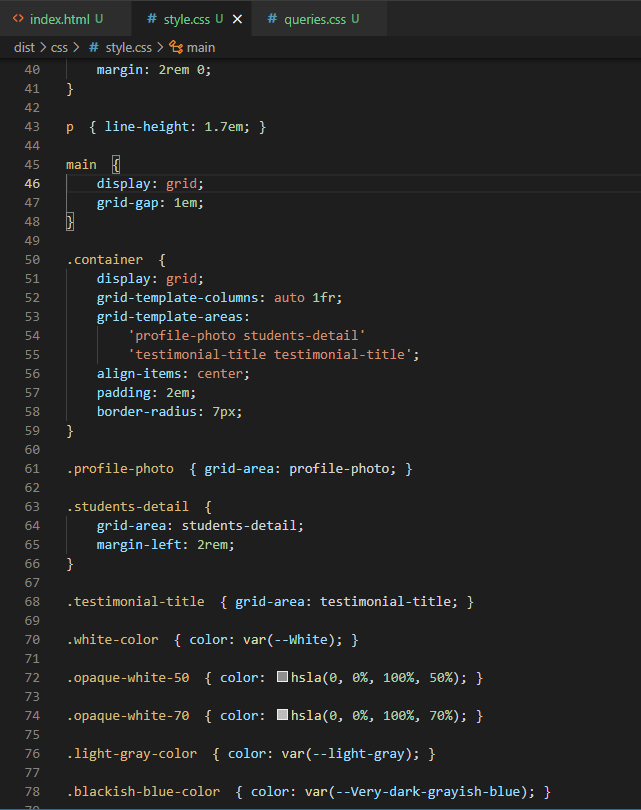 <> index.html U # style.css U × # queries.css U
dist > css > # style.css > main
40 margin: 2rem 0;
41 }
42
43 p { line-height: 1.7em; }
44
45 main {
46 display: grid;
47 grid-gap: 1em;
48 }
49
50 .container {
51 display: grid;
52 grid-template-columns: auto 1fr;
53 grid-template-areas:
54 'profile-photo students-detail'
55 'testimonial-title testimonial-title';
56 align-items: center;
57 padding: 2em;
58 border-radius: 7px;
59 }
60
61 .profile-photo { grid-area: profile-photo; }
62
63 .students-detail {
64 grid-area: students-detail;
65 margin-left: 2rem;
66 }
67
68 .testimonial-title { grid-area: testimonial-title; }
69
70 .white-color { color: var(--White); }
71
72 .opaque-white-50 { color: hsla(0, 0%, 100%, 50%); }
73
74 .opaque-white-70 { color: hsla(0, 0%, 100%, 70%); }
75
76 .light-gray-color { color: var(--light-gray); }
77
78 .blackish-blue-color { color: var(--Very-dark-grayish-blue); }